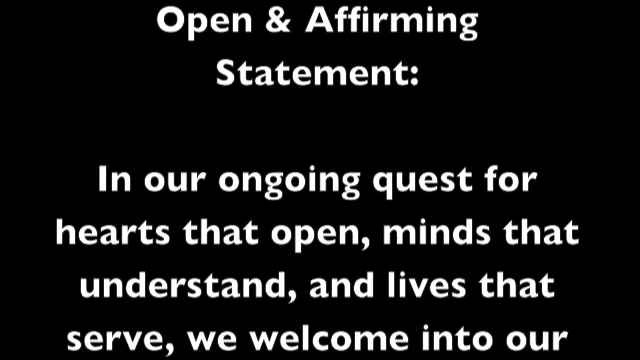 Open & Affirming
Statement:
In our ongoing quest for
hearts that open, minds that
understand, and lives that
serve, we welcome into our